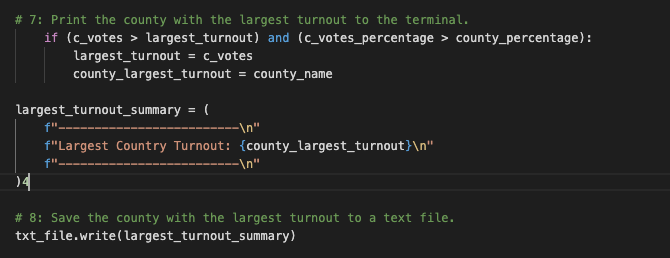 # 7: Print the county with the largest turnout to the terminal.
if (c_votes > largest_turnout) and (c_votes_percentage > county_percentage):
largest_turnout = c_votes
county_largest_turnout = county_name
largest_turnout_summary = (
f"-------------------------\n"
f"Largest Country Turnout: {county_largest_turnout}\n"
f"-------------------------\n"
)4
# 8: Save the county with the largest turnout to a text file.
txt_file.write(largest_turnout_summary)